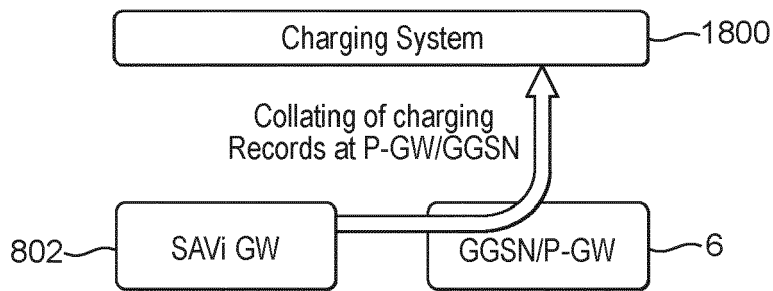 Charging System
1800
Collating of charging
Records at P-GW/GGSN
802
SAVi GW
GGSN/P-GW
6